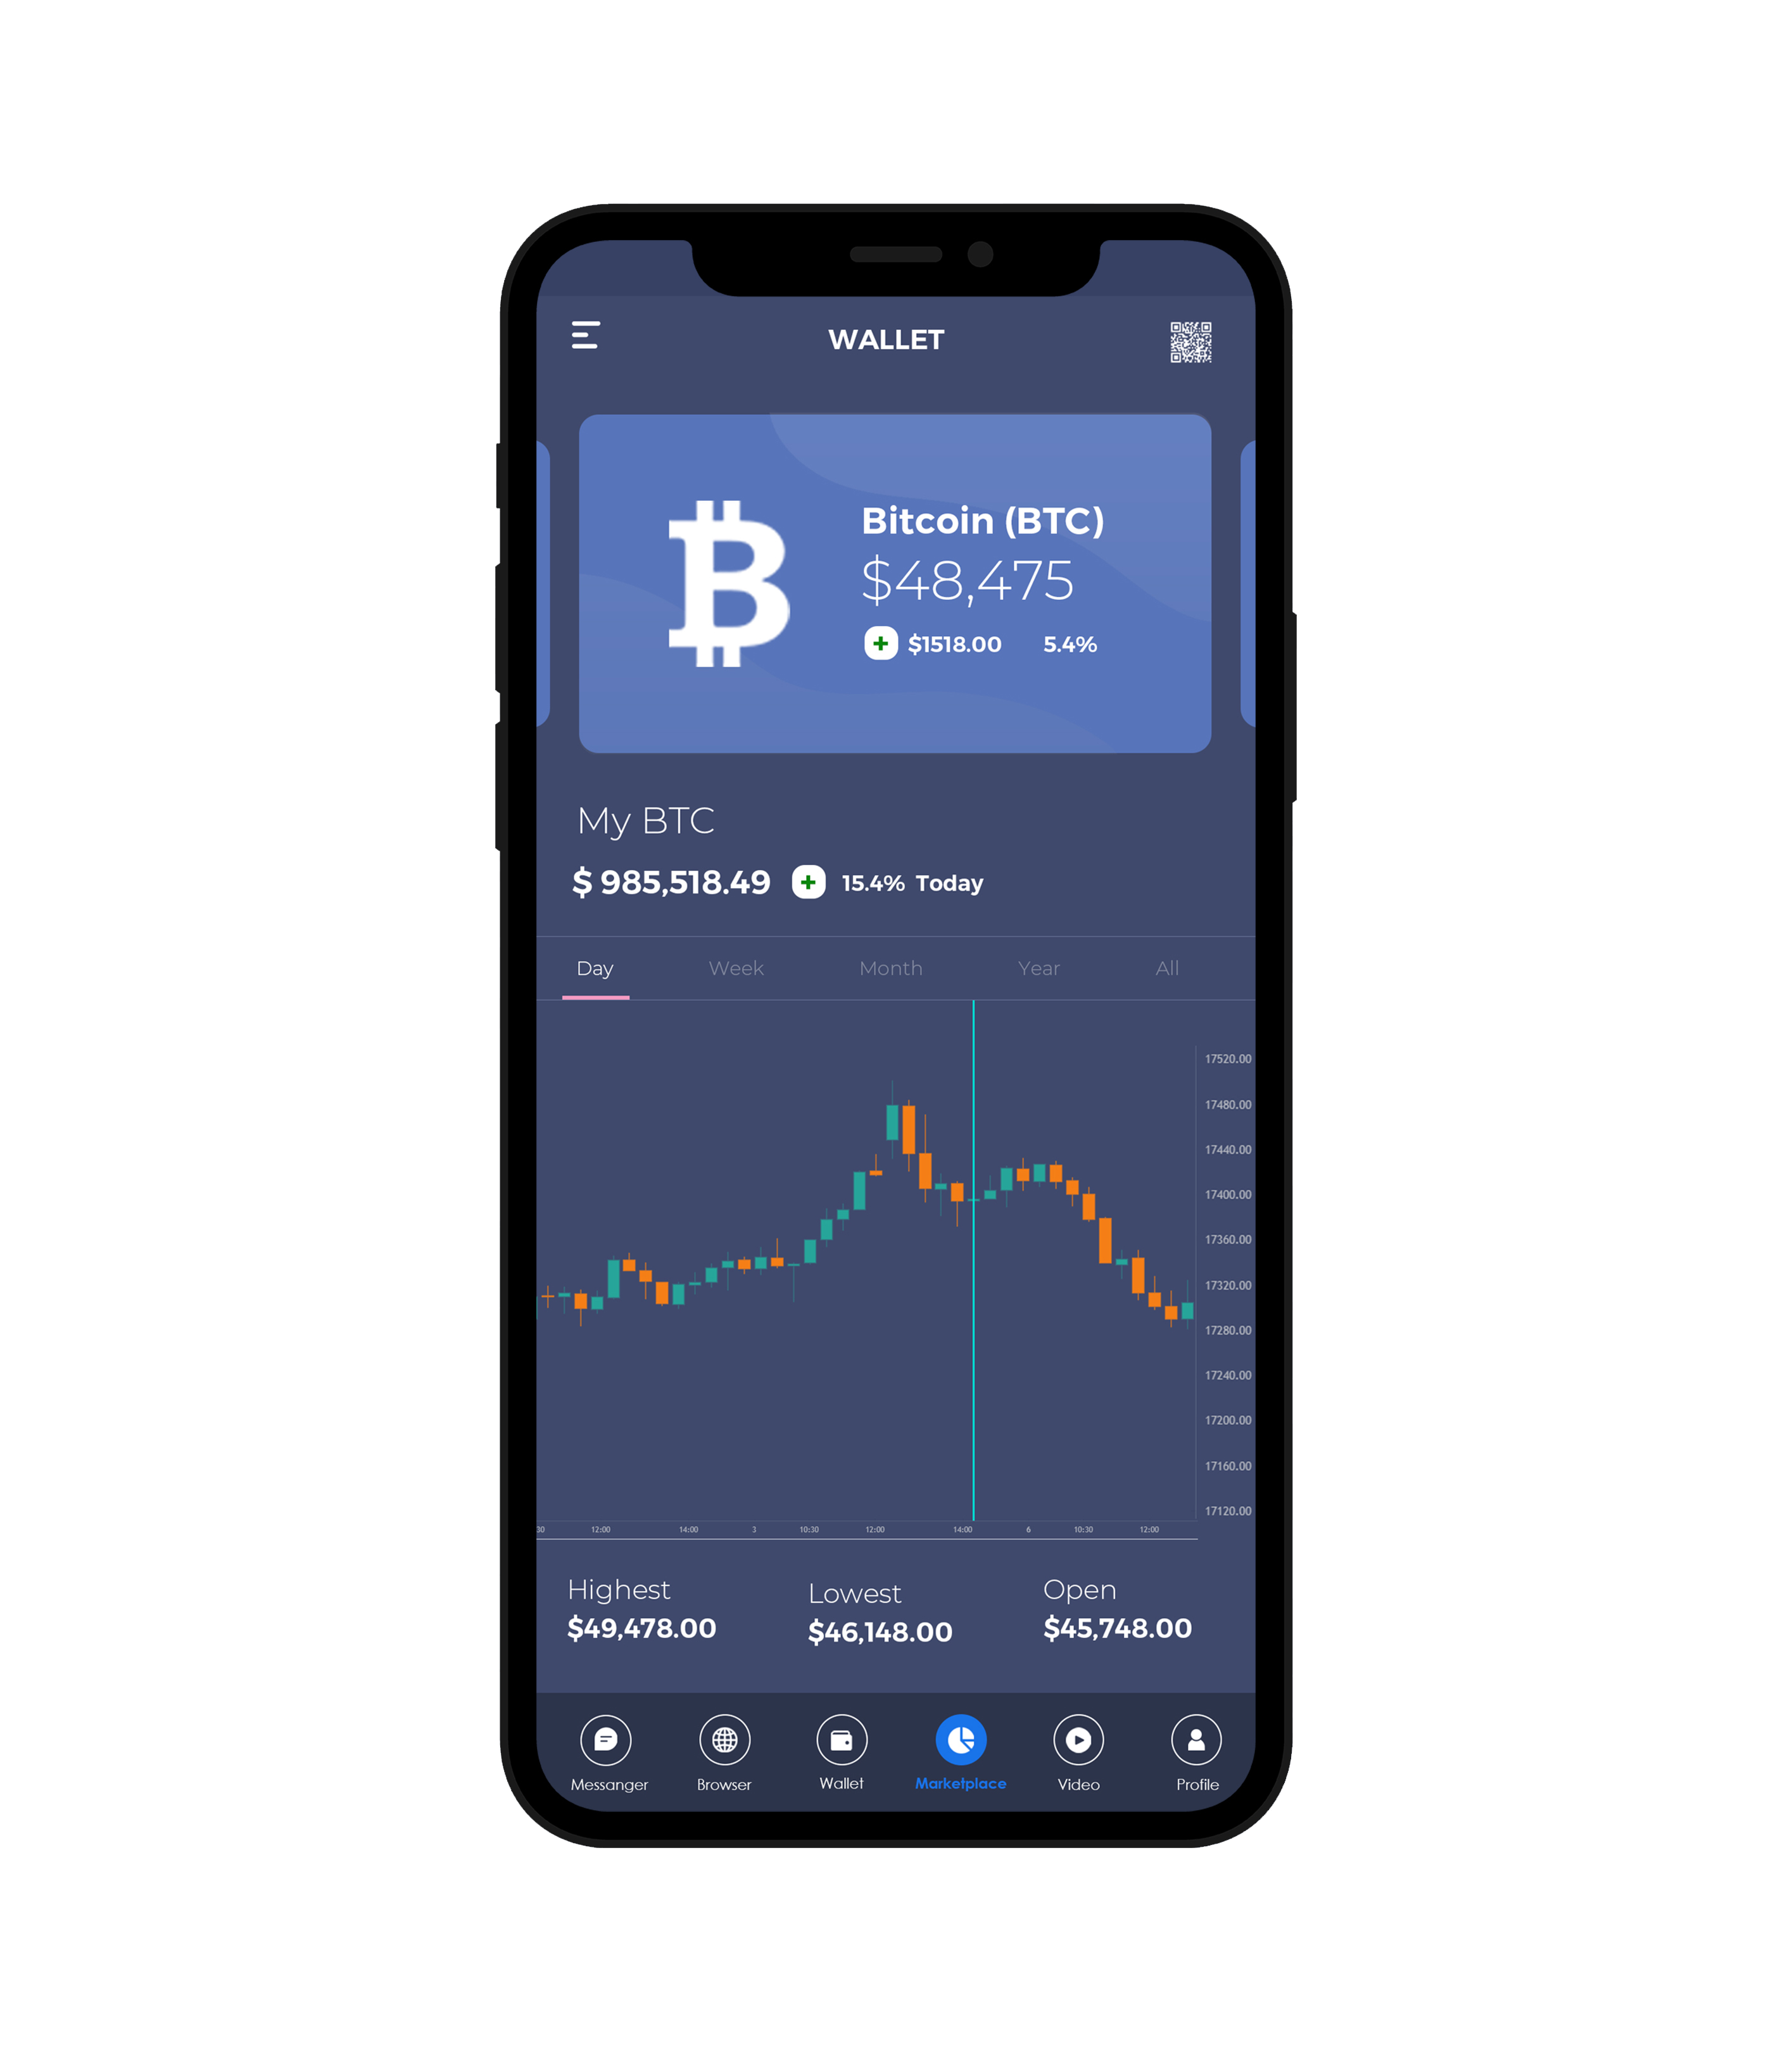 WALLET
Bitcoin (BTC)
$48,475
$1518.00 5.4%
My BTC
$ 985,518.49 15.4% Today
Day Week Month Year All
17520.00
17480.00
17440.00
17400.00
17360.00
17320.00
17280.00
17240.00
17200.00
17160.00
17120.00
30 12:00 14:00 3 10:30 12:00 14:00 6 10:30 12:00
Highest Lowest Open
$49,478.00 $46,148.00 $45,748.00
Messanger Browser Wallet Marketplace Video Profile